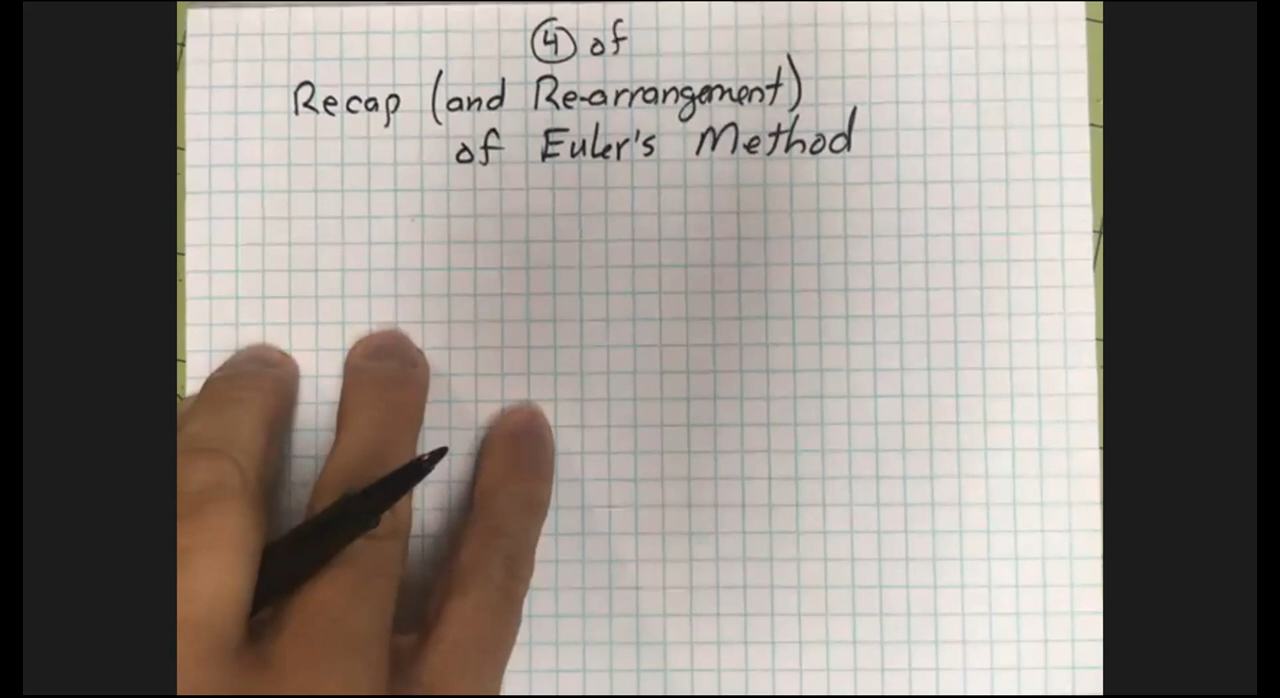 ④ of
Recap (and Re-arrangement)
of Euler's Method